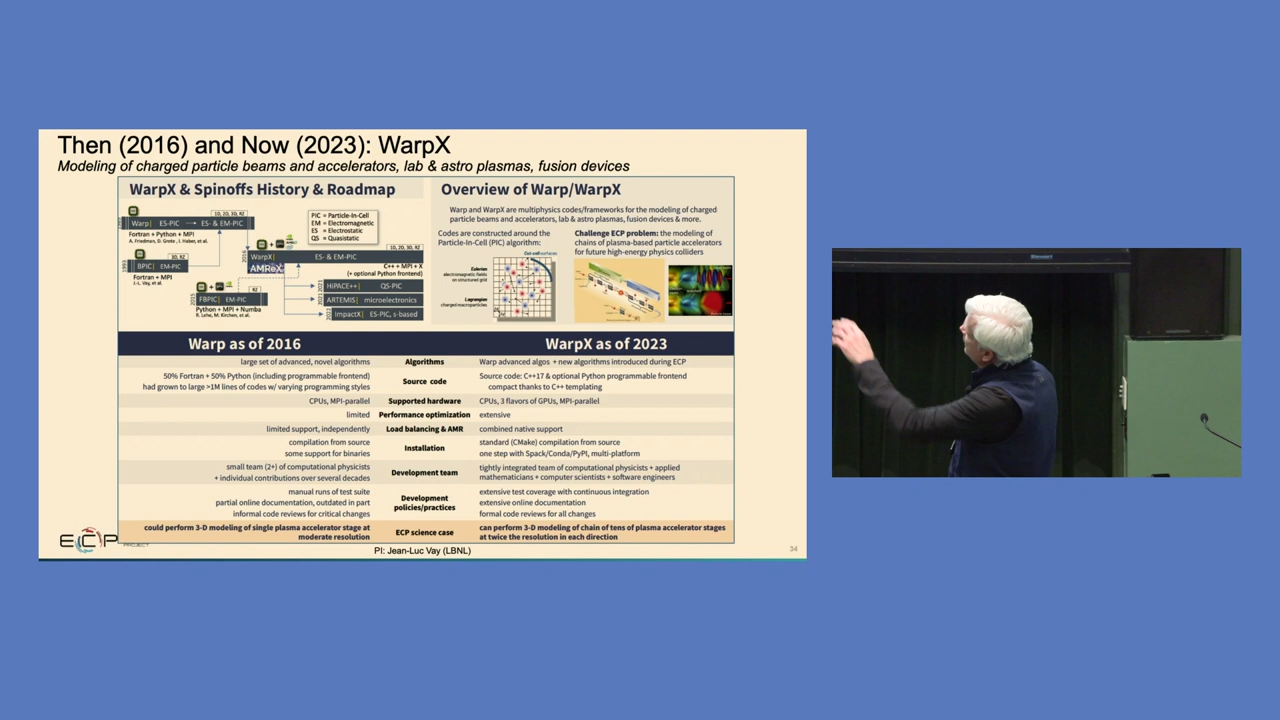 Then (2016) and Now (2023): WarpX
Modeling of charged particle beams and accelerators, lab & astro plasmas, fusion devices
WarpX & Spinoffs History & Roadmap
1D, 2D, 3D, RZ
Warp| ES-PIC → ES- & EM-PIC
Fortran + Python + MPI
A. Friedman, D. Grote, I. Haber, et al.
PIC = Particle-In-Cell
EM = Electromagnetic
ES = Electrostatic
QS = Quasistatic
3D, RZ
BPIC| EM-PIC
Fortran + MPI
J.-L. Vay, et al.
1D, 2D, 3D, RZ
WarpX| ES- & EM-PIC
AMReX
C++ + MPI + X
(+ optional Python frontend)
RZ
2015
FBPIC| EM-PIC
Python + MPI + Numba
R. Lehe, M. Kirchen, et al.
HiPACE++| QS-PIC
ARTEMIS| microelectronics
ImpactX| ES-PIC, s-based
Overview of Warp/WarpX
Warp and WarpX are multiphysics codes/frameworks for the modeling of charged
particle beams and accelerators, lab & astro plasmas, fusion devices & more.
Codes are constructed around the
Particle-In-Cell (PIC) algorithm:
Cut-cell surfaces
Eulerian
electromagnetic fields
on structured grid
Lagrangian
charged macroparticles
Challenge ECP problem: the modeling of
chains of plasma-based particle accelerators
for future high-energy physics colliders
Warp as of 2016
WarpX as of 2023
large set of advanced, novel algorithms
Algorithms
Warp advanced algos + new algorithms introduced during ECP
50% Fortran + 50% Python (including programmable frontend)
had grown to large >1M lines of codes w/ varying programming styles
Source code
Source code: C++17 & optional Python programmable frontend
compact thanks to C++ templating
CPUs, MPI-parallel
Supported hardware
CPUs, 3 flavors of GPUs, MPI-parallel
limited
Performance optimization
extensive
limited support, independently
Load balancing & AMR
combined native support
compilation from source
some support for binaries
Installation
standard (CMake) compilation from source
one step with Spack/Conda/PyPI, multi-platform
small team (2+) of computational physicists
+ individual contributions over several decades
Development team
tightly integrated team of computational physicists + applied
mathematicians + computer scientists + software engineers
manual runs of test suite
partial online documentation, outdated in part
informal code reviews for critical changes
Development
policies/practices
extensive test coverage with continuous integration
extensive online documentation
formal code reviews for all changes
could perform 3-D modeling of single plasma accelerator stage at
moderate resolution
ECP science case
can perform 3-D modeling of chain of tens of plasma accelerator stages
at twice the resolution in each direction
ECP
PROJECT
PI: Jean-Luc Vay (LBNL)
34
Stewart